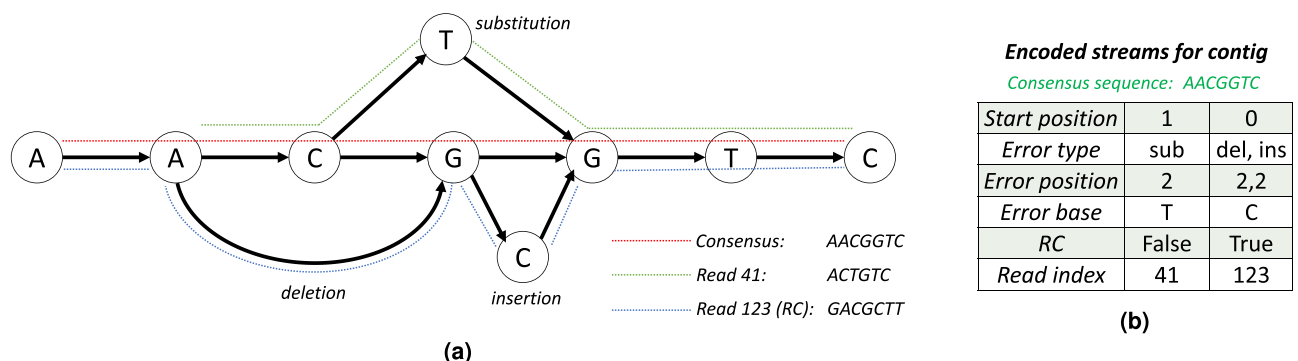 T
substitution
A A C G G T C
C
deletion
insertion
Consensus: AACGGTC
Read 41: ACTGTC
Read 123 (RC): GACGCTT
(a)
Encoded streams for contig
Consensus sequence: AACGGTC
Start position 1 0
Error type sub del, ins
Error position 2 2,2
Error base T C
RC False True
Read index 41 123
(b)